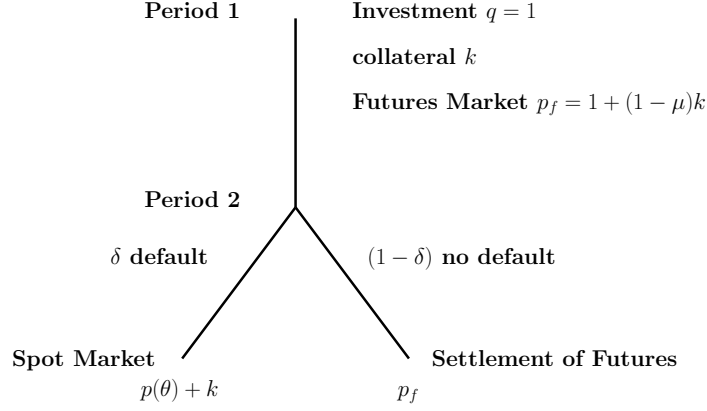 Period 1
Investment q = 1
collateral k
Futures Market p_f = 1 + (1 − μ)k
Period 2
δ default
(1 − δ) no default
Spot Market
Settlement of Futures
p(θ) + k
p_f